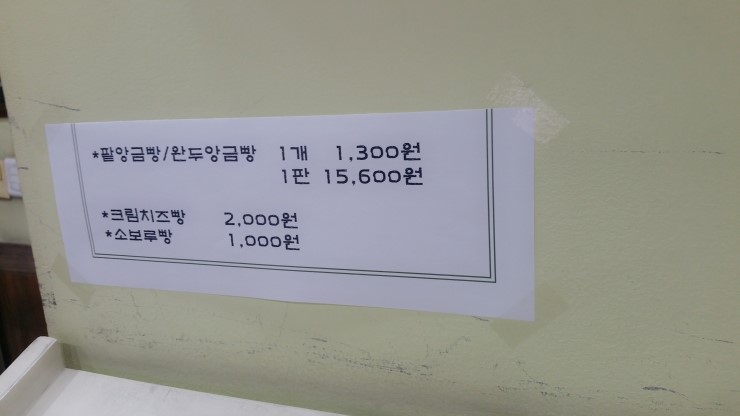 *팥앙금빵/완두앙금빵 1개 1,300원
1판 15,600원
*크림치즈빵 2,000원
*소보루빵 1,000원